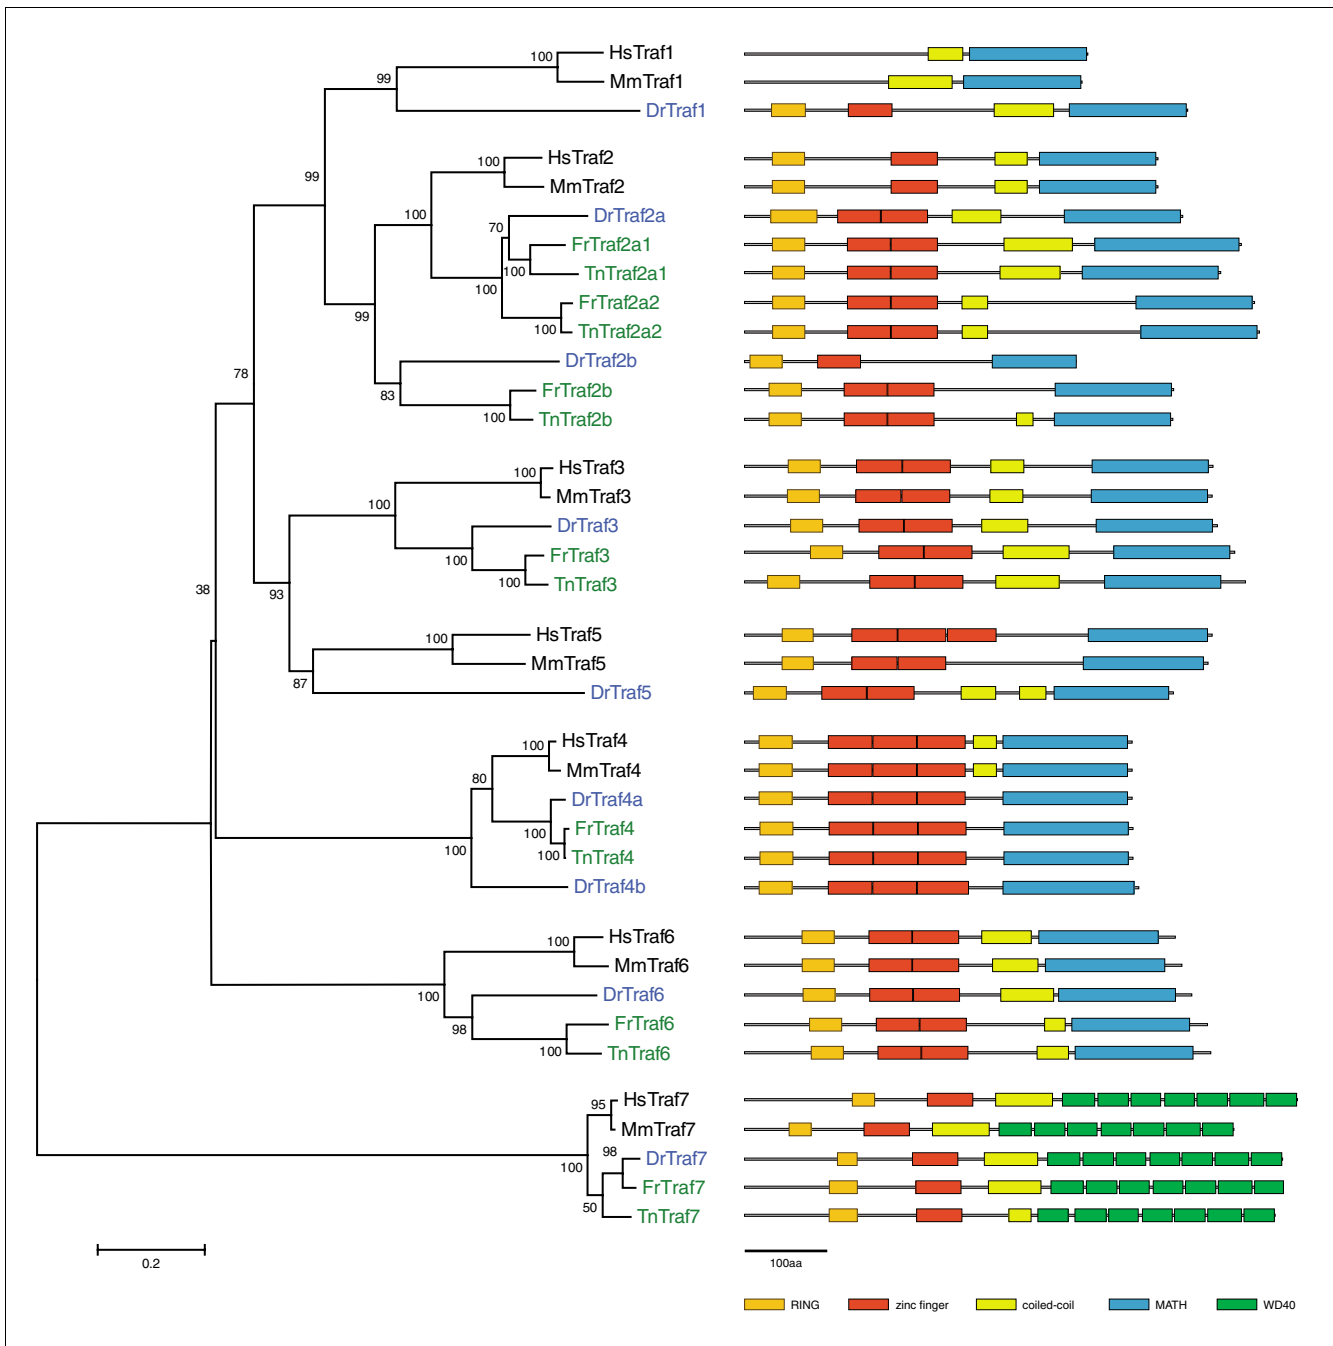 100
HsTraf1
99
MmTraf1
DrTraf1
99
100
HsTraf2
MmTraf2
100
70
DrTraf2a
FrTraf2a1
100
TnTraf2a1
100
FrTraf2a2
99
100
TnTraf2a2
DrTraf2b
78
83
FrTraf2b
100
TnTraf2b
100
HsTraf3
MmTraf3
100
DrTraf3
100
FrTraf3
100
TnTraf3
38
93
100
HsTraf5
MmTraf5
87
DrTraf5
100
HsTraf4
MmTraf4
80
DrTraf4a
100
FrTraf4
100
100
TnTraf4
DrTraf4b
100
HsTraf6
MmTraf6
100
DrTraf6
98
FrTraf6
100
TnTraf6
95
HsTraf7
MmTraf7
98
DrTraf7
100
FrTraf7
50
TnTraf7
0.2
100aa
RING zinc finger coiled-coil MATH WD40